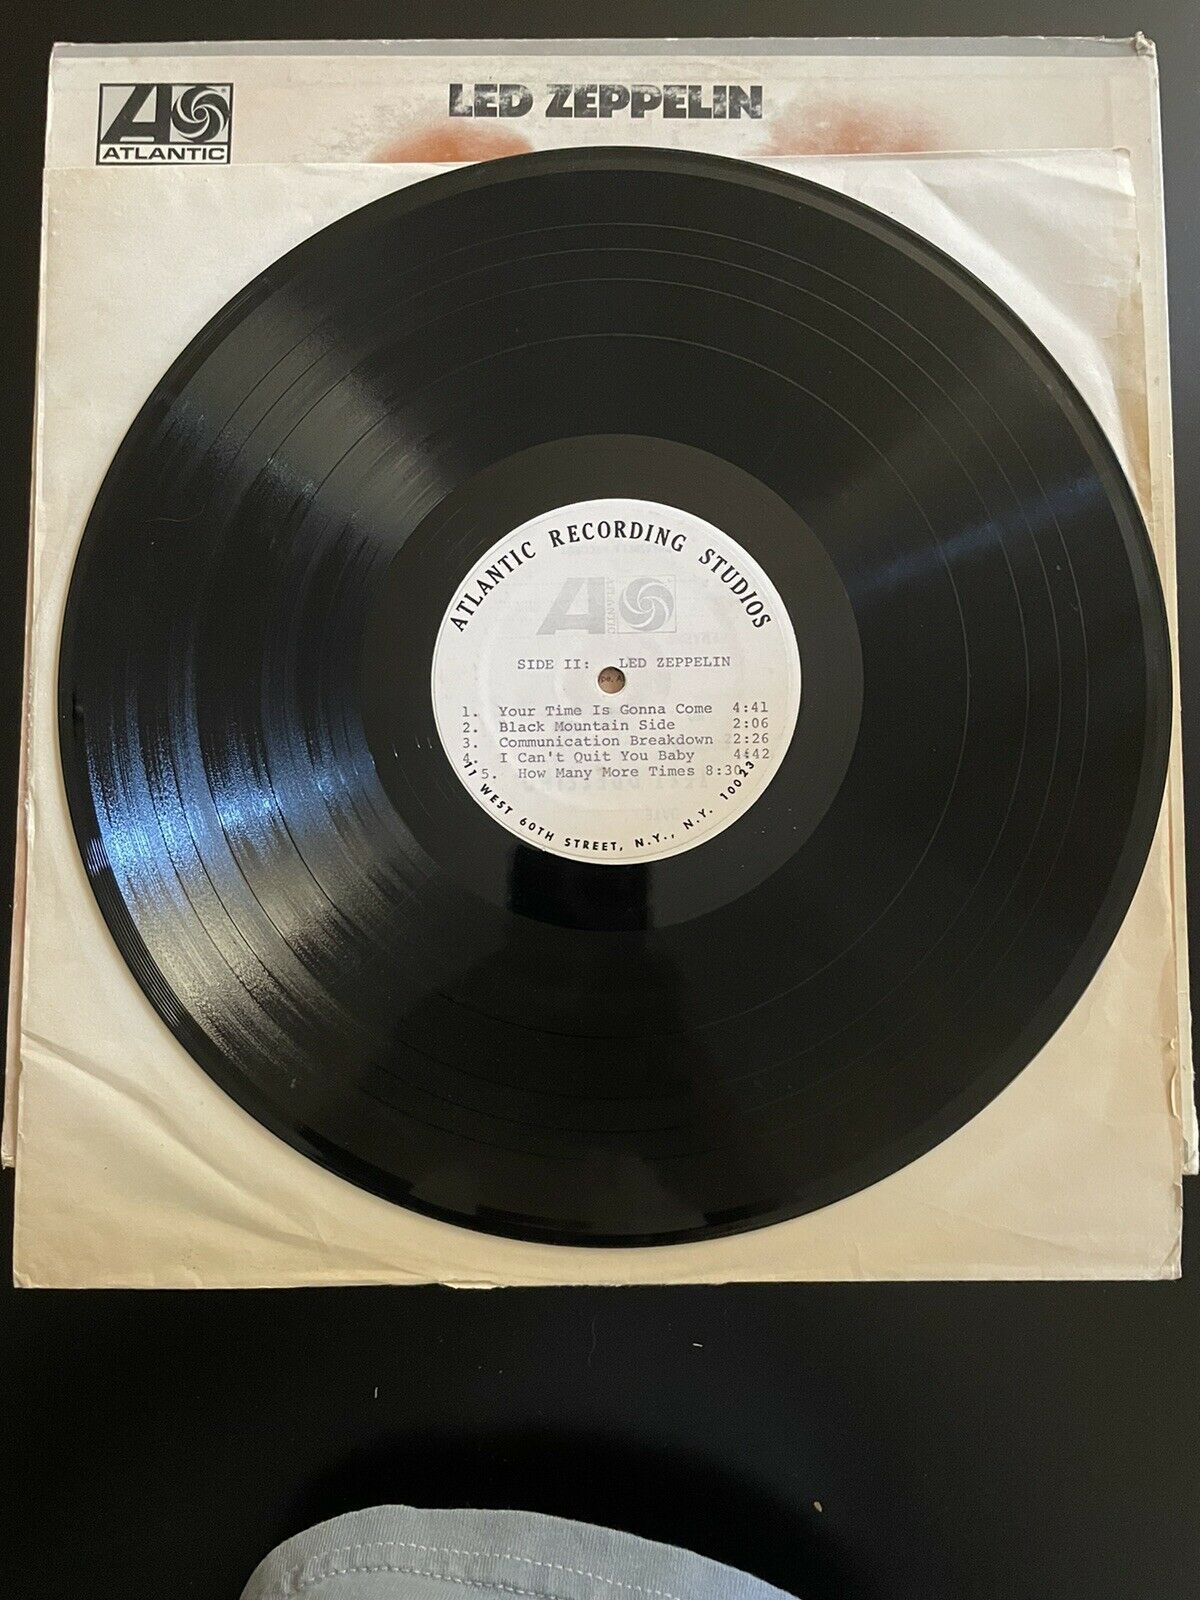 LED ZEPPELIN
ATLANTIC
ATLANTIC RECORDING STUDIOS
SIDE II: LED ZEPPELIN
1. Your Time Is Gonna Come 4:41
2. Black Mountain Side 2:06
3. Communication Breakdown 2:26
4. I Can't Quit You Baby 4:42
5. How Many More Times 8:30
11 WEST 60TH STREET, N.Y., N.Y. 10023